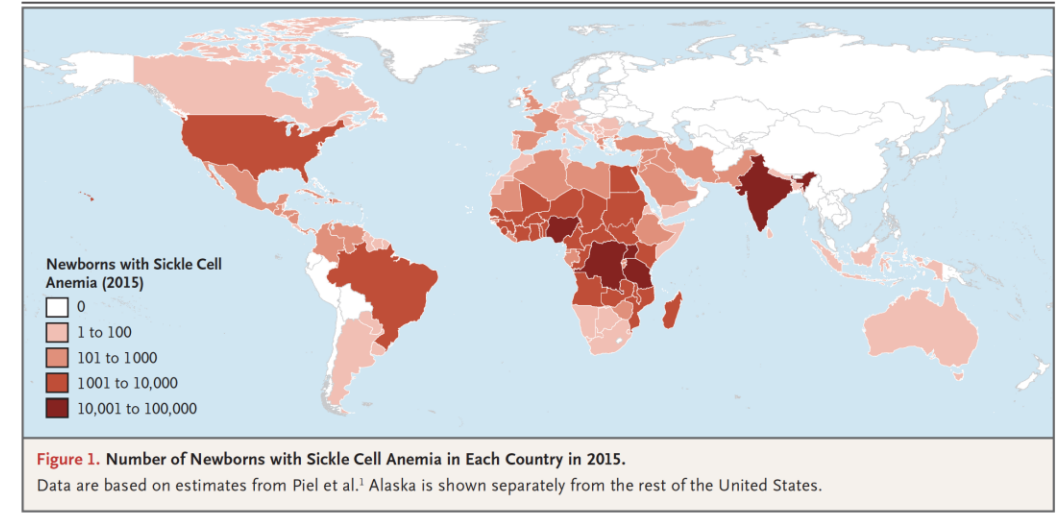 Newborns with Sickle Cell
Anemia (2015)
0
1 to 100
101 to 1000
1001 to 10,000
10,001 to 100,000
Figure 1. Number of Newborns with Sickle Cell Anemia in Each Country in 2015.
Data are based on estimates from Piel et al.¹ Alaska is shown separately from the rest of the United States.